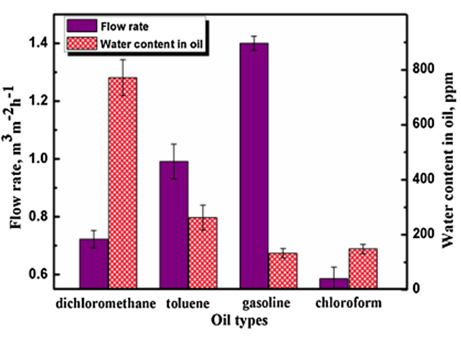 Flow rate
Water content in oil
1.4
1.2
1.0
0.8
0.6
Flow rate, m³ m⁻²h⁻¹
800
600
400
200
0
Water content in oil, ppm
dichloromethane toluene gasoline chloroform
Oil types